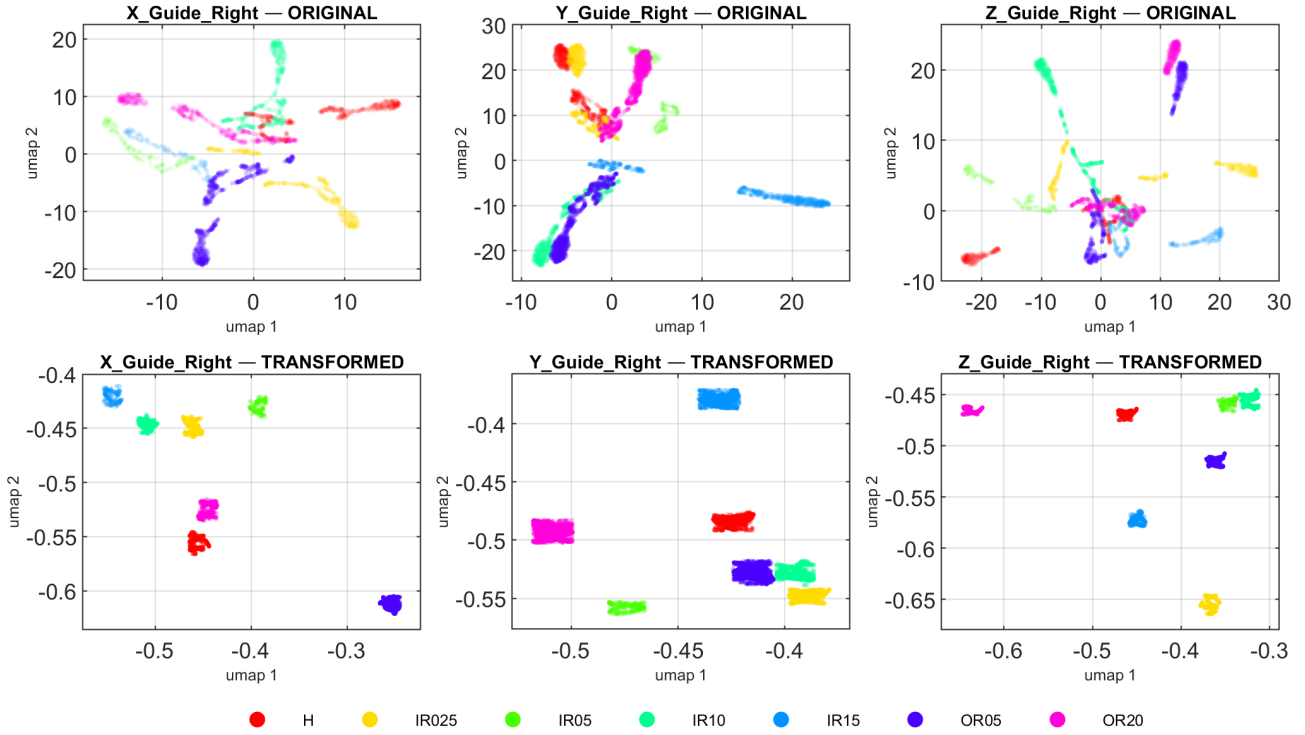 X_Guide_Right — ORIGINAL
Y_Guide_Right — ORIGINAL
Z_Guide_Right — ORIGINAL
20
10
0
-10
-20
umap 2
-10
0
10
umap 1
30
20
10
0
-10
-20
umap 2
-10
0
10
20
umap 1
20
10
0
-10
umap 2
-20
-10
0
10
20
30
umap 1
X_Guide_Right — TRANSFORMED
Y_Guide_Right — TRANSFORMED
Z_Guide_Right — TRANSFORMED
-0.4
-0.45
-0.5
-0.55
-0.6
umap 2
-0.5
-0.4
-0.3
umap 1
-0.4
-0.45
-0.5
-0.55
umap 2
-0.5
-0.45
-0.4
umap 1
-0.45
-0.5
-0.55
-0.6
-0.65
umap 2
-0.6
-0.5
-0.4
-0.3
umap 1
H
IR025
IR05
IR10
IR15
OR05
OR20